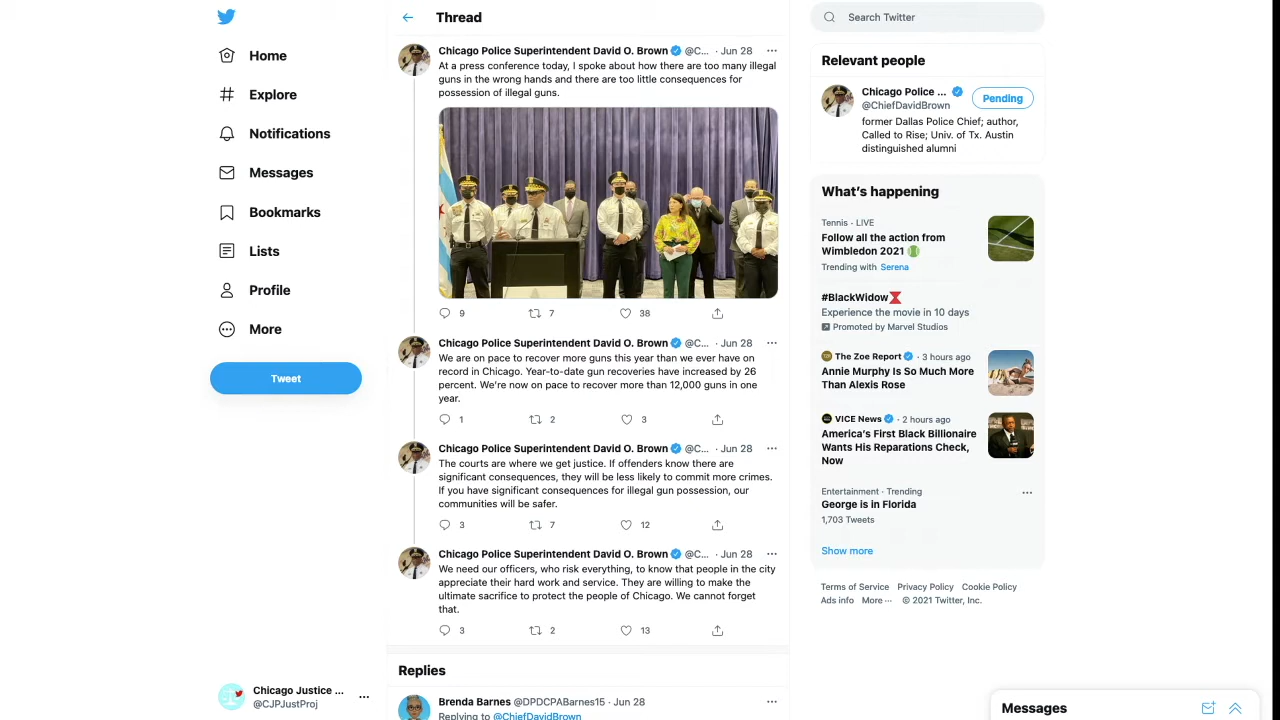 Home
Explore
Notifications
Messages
Bookmarks
Lists
Profile
More
Tweet
Chicago Justice ...
@CJPJustProj
Thread
Chicago Police Superintendent David O. Brown @C... · Jun 28
At a press conference today, I spoke about how there are too many illegal
guns in the wrong hands and there are too little consequences for
possession of illegal guns.
9 7 38
Chicago Police Superintendent David O. Brown @C... · Jun 28
We are on pace to recover more guns this year than we ever have on
record in Chicago. Year-to-date gun recoveries have increased by 26
percent. We're now on pace to recover more than 12,000 guns in one
year.
1 2 3
Chicago Police Superintendent David O. Brown @C... · Jun 28
The courts are where we get justice. If offenders know there are
significant consequences, they will be less likely to commit more crimes.
If you have significant consequences for illegal gun possession, our
communities will be safer.
3 7 12
Chicago Police Superintendent David O. Brown @C... · Jun 28
We need our officers, who risk everything, to know that people in the city
appreciate their hard work and service. They are willing to make the
ultimate sacrifice to protect the people of Chicago. We cannot forget
that.
3 2 13
Replies
Brenda Barnes @DPDCPABarnes15 · Jun 28
Replying to @ChiefDavidBrown
Search Twitter
Relevant people
Chicago Police ...
@ChiefDavidBrown
Pending
former Dallas Police Chief; author,
Called to Rise; Univ. of Tx. Austin
distinguished alumni
What's happening
Tennis · LIVE
Follow all the action from
Wimbledon 2021
Trending with Serena
#BlackWidow
Experience the movie in 10 days
Promoted by Marvel Studios
The Zoe Report · 3 hours ago
Annie Murphy Is So Much More
Than Alexis Rose
VICE News · 2 hours ago
America's First Black Billionaire
Wants His Reparations Check,
Now
Entertainment · Trending
George is in Florida
1,703 Tweets
Show more
Terms of Service Privacy Policy Cookie Policy
Ads info More ··· © 2021 Twitter, Inc.
Messages